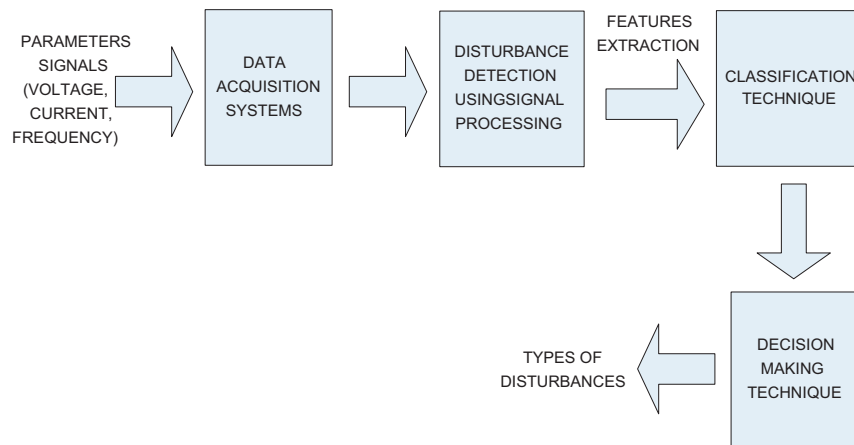 PARAMETERS
SIGNALS
(VOLTAGE,
CURRENT,
FREQUENCY)
DATA
ACQUISITION
SYSTEMS
DISTURBANCE
DETECTION
USINGSIGNAL
PROCESSING
FEATURES
EXTRACTION
CLASSIFICATION
TECHNIQUE
DECISION
MAKING
TECHNIQUE
TYPES OF
DISTURBANCES